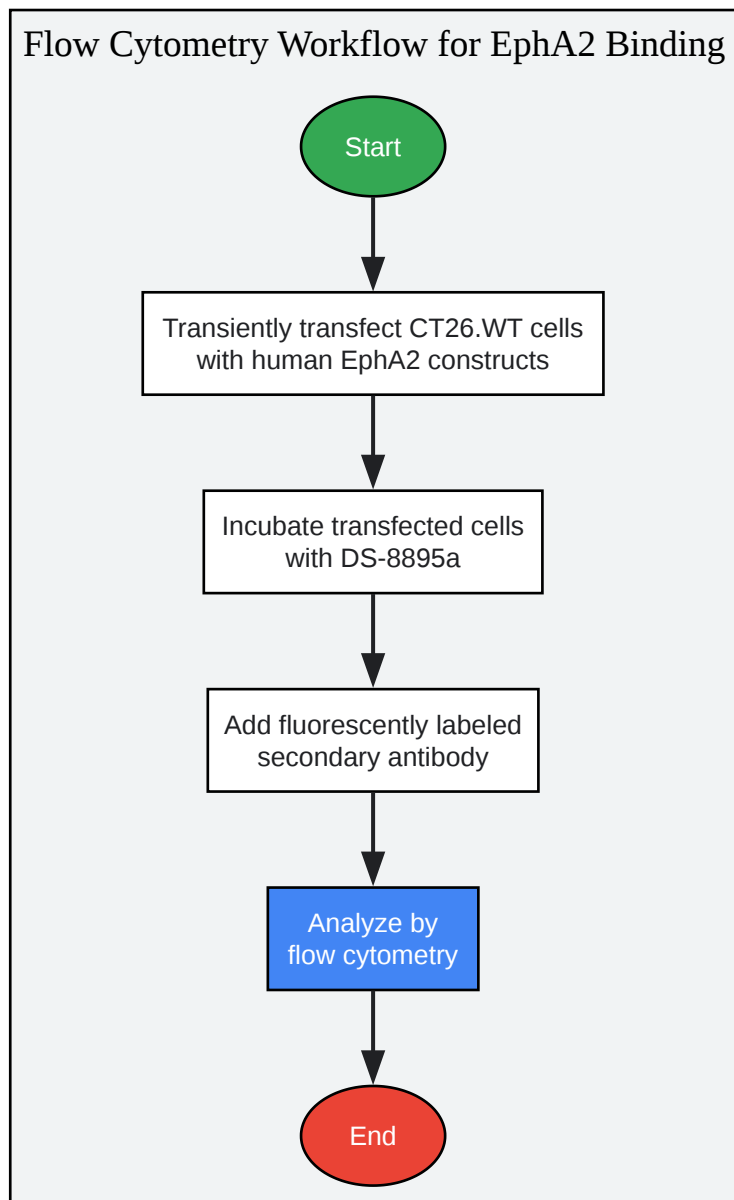 Flow Cytometry Workflow for EphA2 Binding
Start
Transiently transfect CT26.WT cells
with human EphA2 constructs
Incubate transfected cells
with DS-8895a
Add fluorescently labeled
secondary antibody
Analyze by
flow cytometry
End